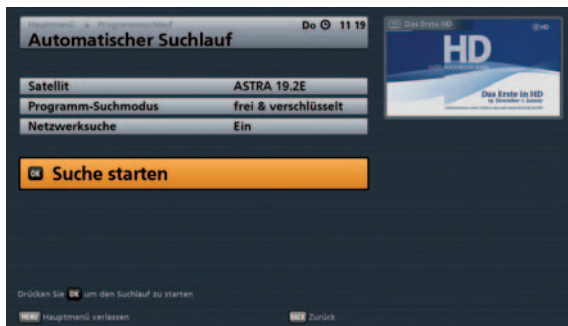 Hauptmenü > Programmsuchlauf
Do 11 19
Automatischer Suchlauf
Satellit ASTRA 19.2E
Programm-Suchmodus frei & verschlüsselt
Netzwerksuche Ein
OK Suche starten
Drücken Sie OK um den Suchlauf zu starten
MENU Hauptmenü verlassen BACK Zurück
Das Erste HD
HD
HD
Das Erste in HD